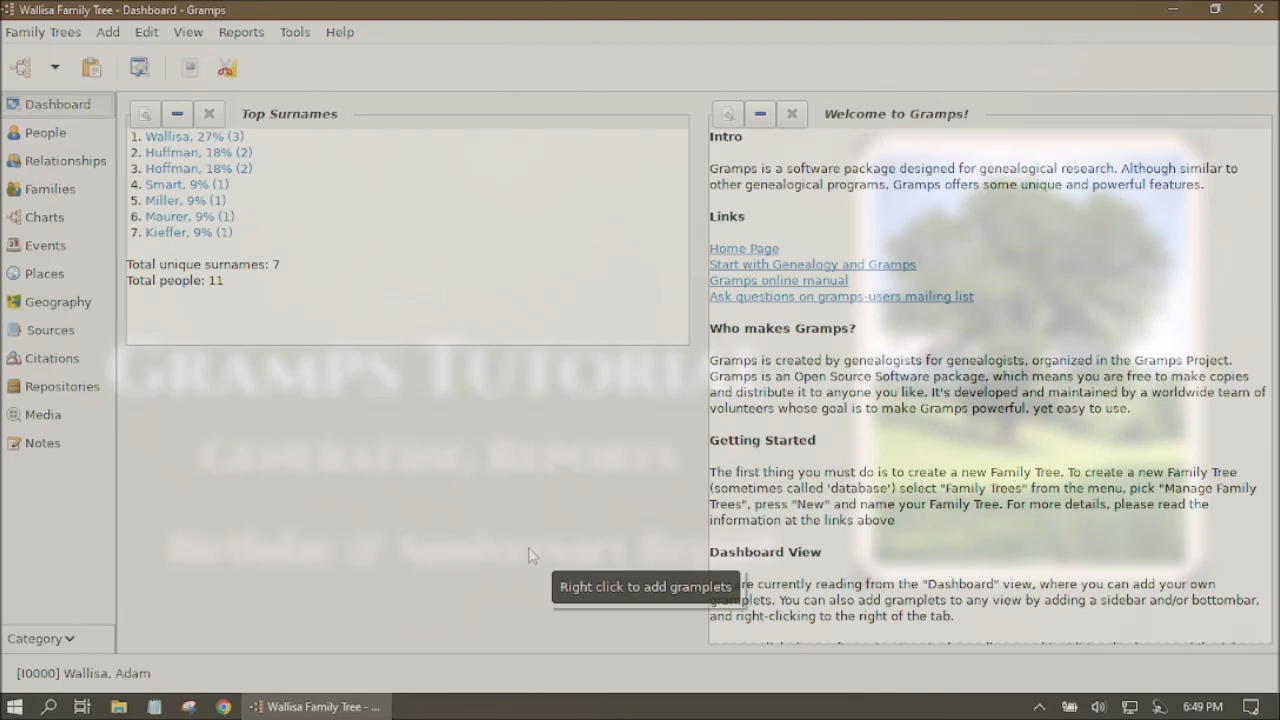 Wallisa Family Tree - Dashboard - Gramps
Family Trees Add Edit View Reports Tools Help
Dashboard
People
Relationships
Families
Charts
Events
Places
Geography
Sources
Citations
Repositories
Media
Notes
Category
Top Surnames
1. Wallisa, 27% (3)
2. Huffman, 18% (2)
3. Hoffman, 18% (2)
4. Smart, 9% (1)
5. Miller, 9% (1)
6. Maurer, 9% (1)
7. Kieffer, 9% (1)
Total unique surnames: 7
Total people: 11
GRAMPS TUTORIAL
GENERATING REPORTS
Birthday & Anniversary Report
Right click to add gramplets
Welcome to Gramps!
Intro
Gramps is a software package designed for genealogical research. Although similar to
other genealogical programs, Gramps offers some unique and powerful features.
Links
Home Page
Start with Genealogy and Gramps
Gramps online manual
Ask questions on gramps-users mailing list
Who makes Gramps?
Gramps is created by genealogists for genealogists, organized in the Gramps Project.
Gramps is an Open Source Software package, which means you are free to make copies
and distribute it to anyone you like. It's developed and maintained by a worldwide team of
volunteers whose goal is to make Gramps powerful, yet easy to use.
Getting Started
The first thing you must do is to create a new Family Tree. To create a new Family Tree
(sometimes called 'database') select "Family Trees" from the menu, pick "Manage Family
Trees", press "New" and name your Family Tree. For more details, please read the
information at the links above
Dashboard View
are currently reading from the "Dashboard" view, where you can add your own
gramplets. You can also add gramplets to any view by adding a sidebar and/or bottombar,
and right-clicking to the right of the tab.
[I0000] Wallisa, Adam
Wallisa Family Tree - ...
6:49 PM